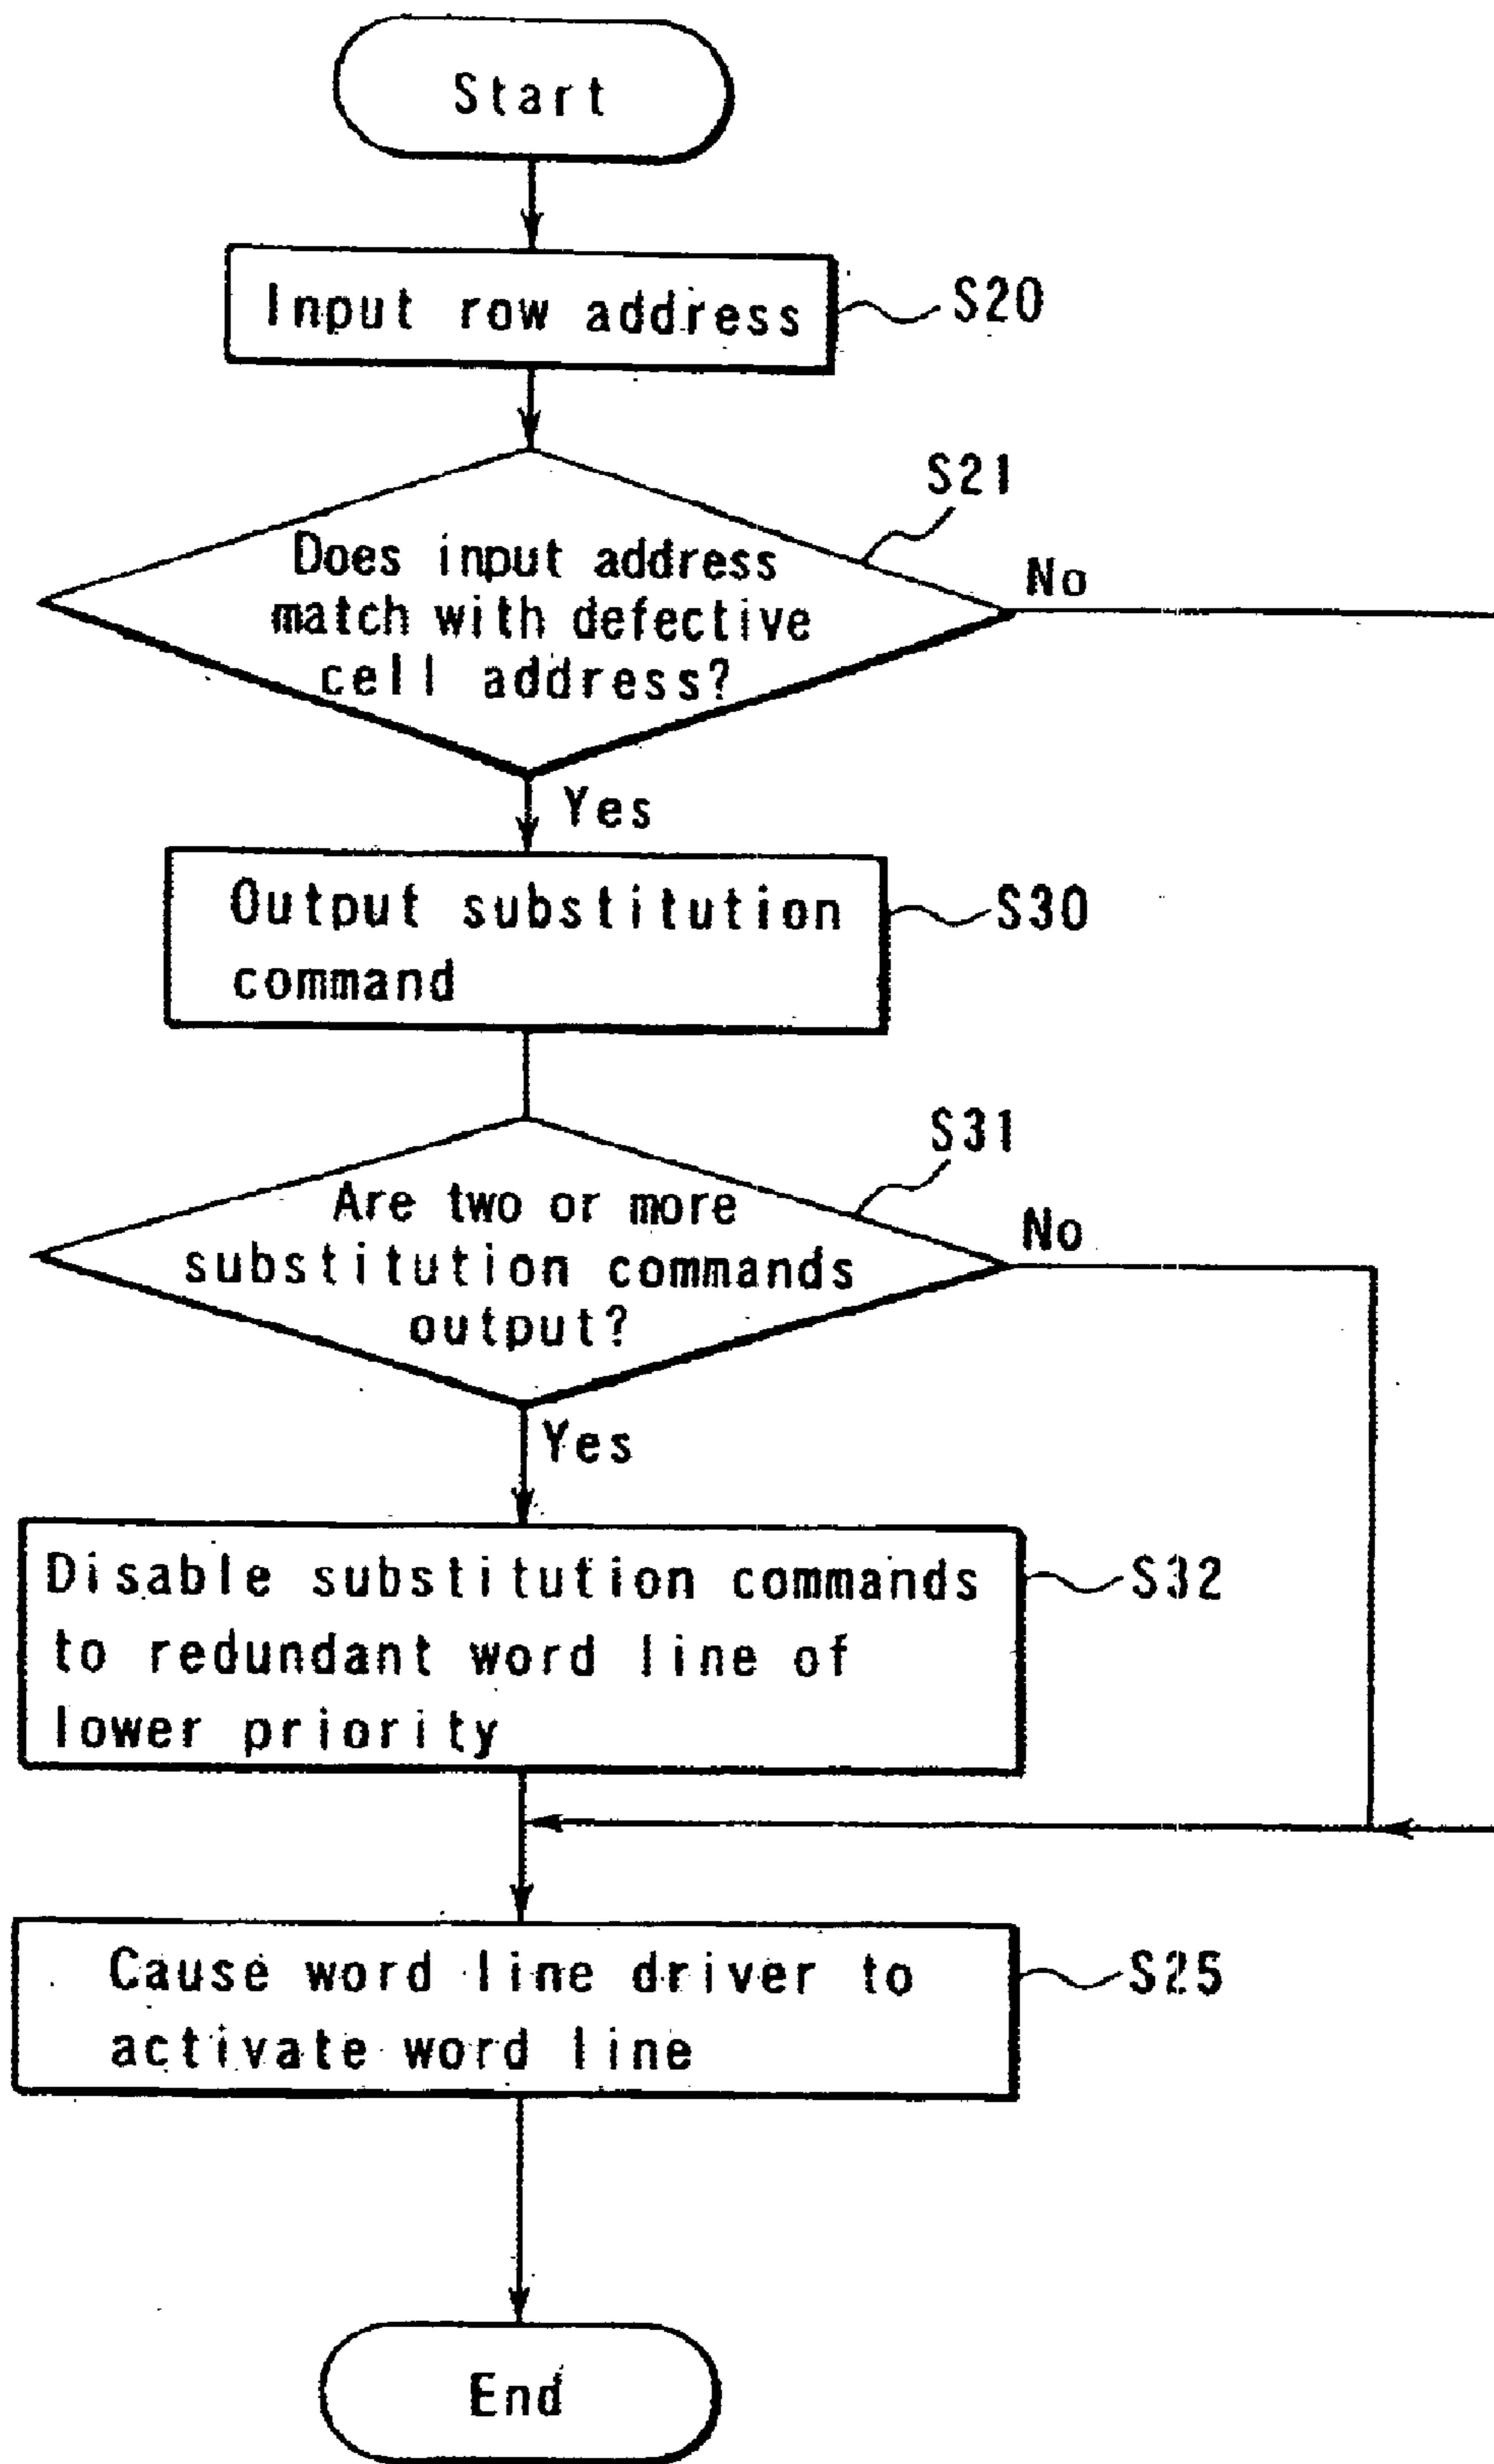 Start
Input row address
S20
S21
Does input address
match with defective
cell address?
No
Yes
Output substitution
command
S30
S31
Are two or more
substitution commands
output?
No
Yes
Disable substitution commands
to redundant word line of
lower priority
S32
Cause word line driver to
activate word line
S25
End